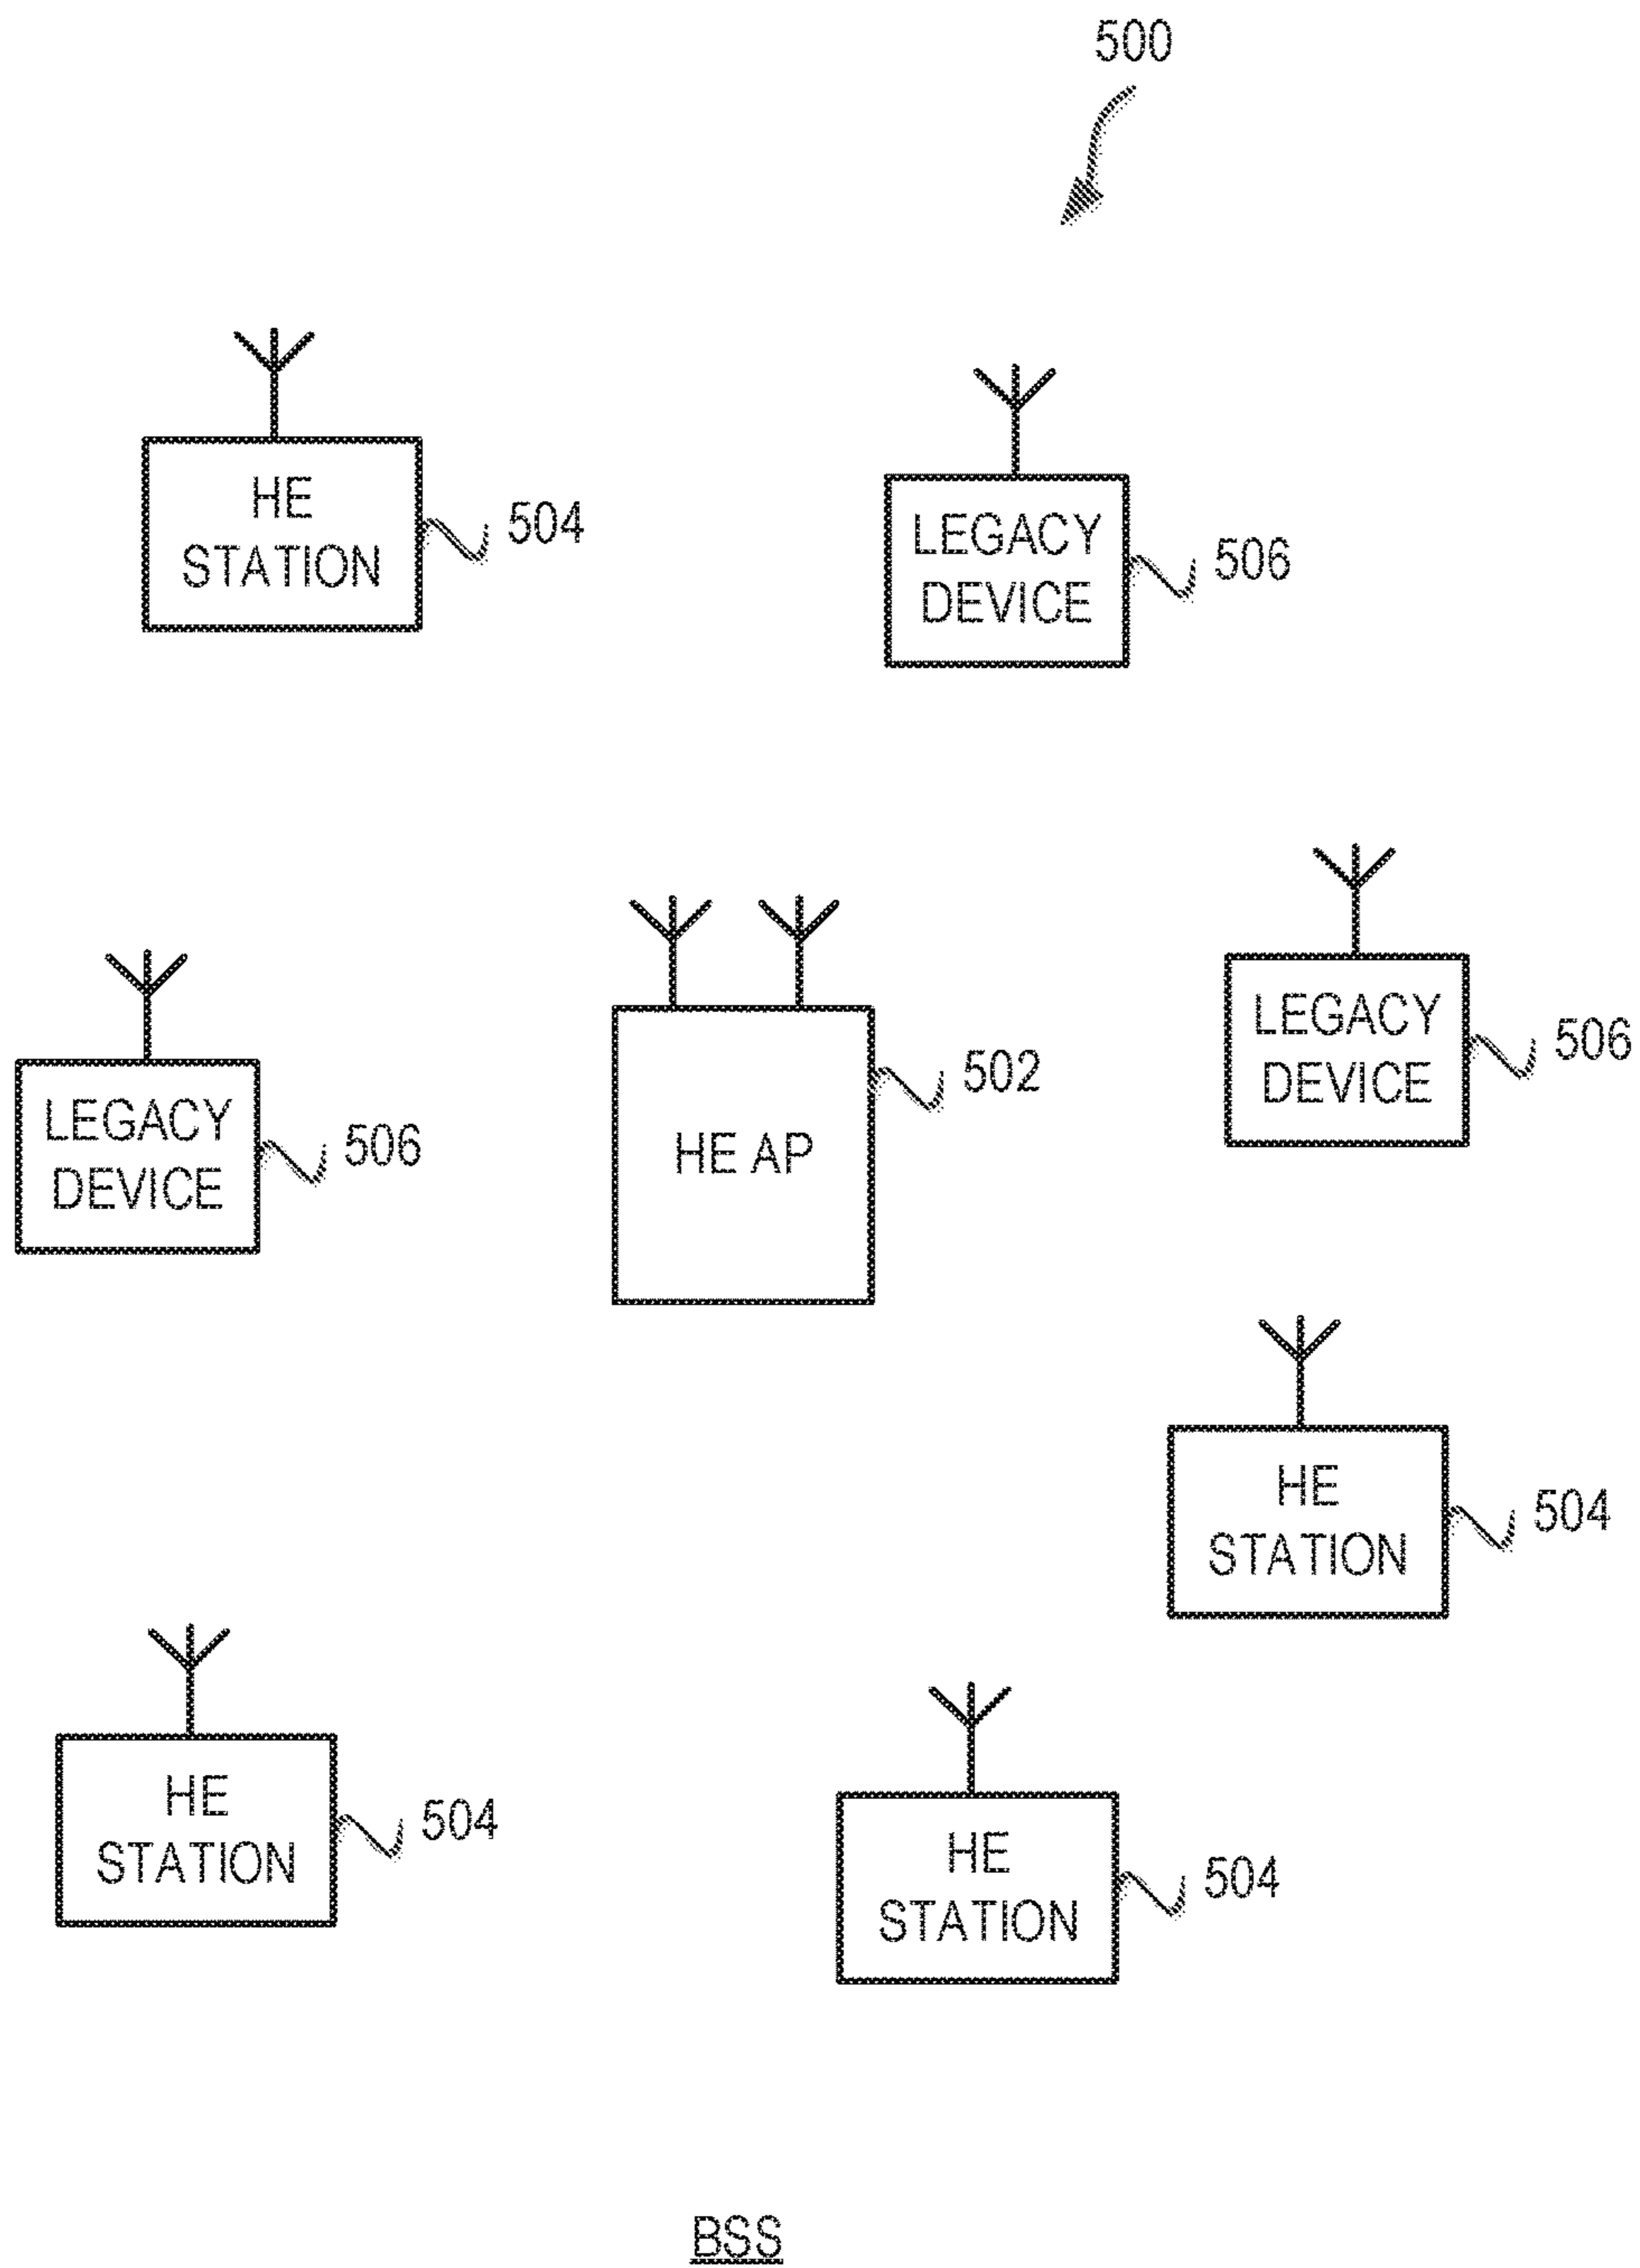 500
HE
STATION
504
LEGACY
DEVICE
506
LEGACY
DEVICE
506
HE AP
502
LEGACY
DEVICE
506
HE
STATION
504
HE
STATION
504
HE
STATION
504
BSS